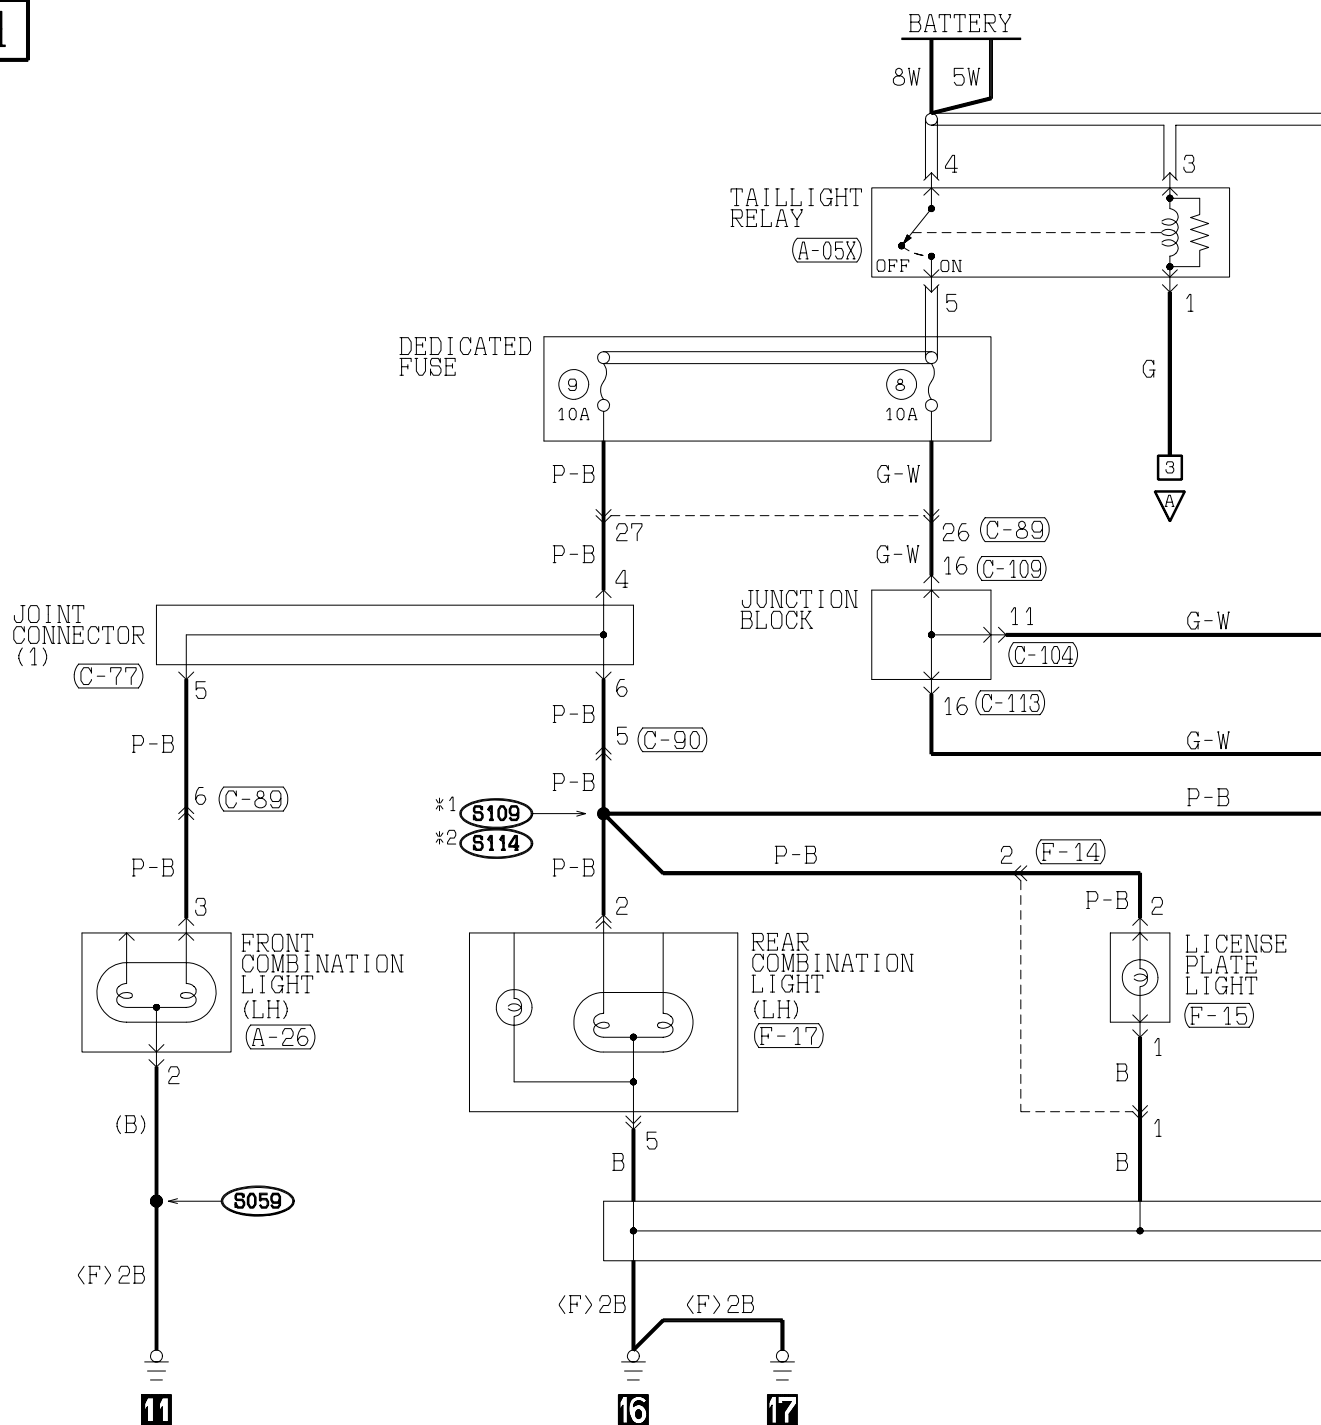 1
BATTERY
8W 5W
4 3
TAILLIGHT
RELAY
(A-05X)
OFF ON
5 1
DEDICATED
FUSE
9 8
10A 10A
G
P-B G-W
3
A
27 26 (C-89)
P-B G-W 16 (C-109)
4
JUNCTION
BLOCK
11 G-W
(C-104)
JOINT
CONNECTOR
(1)
(C-77)
5 6
16 (C-113)
P-B
P-B 5 (C-90) G-W
6 (C-89) P-B P-B
*1 S109
*2 S114
P-B P-B P-B 2 (F-14)
P-B 2
3 2
FRONT
COMBINATION
LIGHT
(LH)
(A-26)
REAR
COMBINATION
LIGHT
(LH)
(F-17)
LICENSE
PLATE
LIGHT
(F-15)
2 1
B
(B) 5 1
B B
S059
<F>2B <F>2B <F>2B
11 16 17